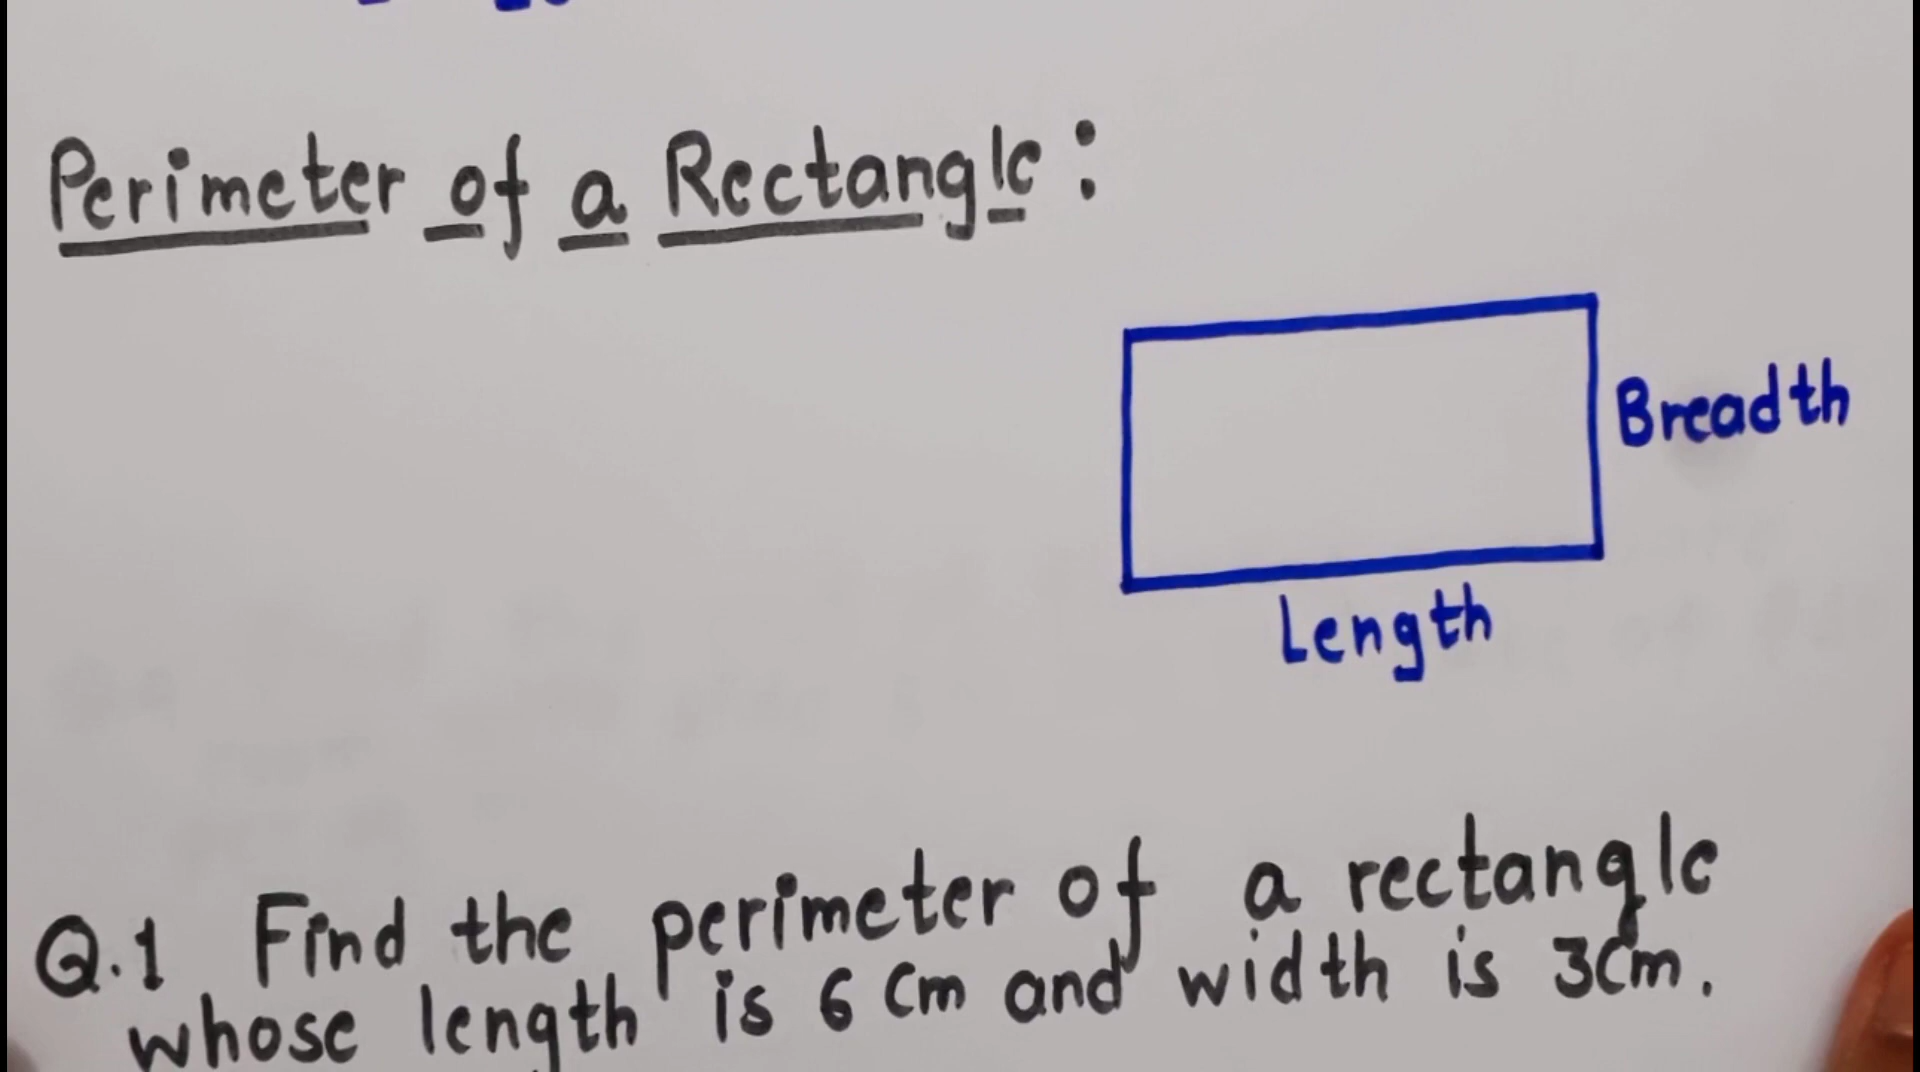 Perimeter of a Rectangle:
Breadth
Length
Q.1 Find the perimeter of a rectangle
whose length is 6 cm and width is 3cm.